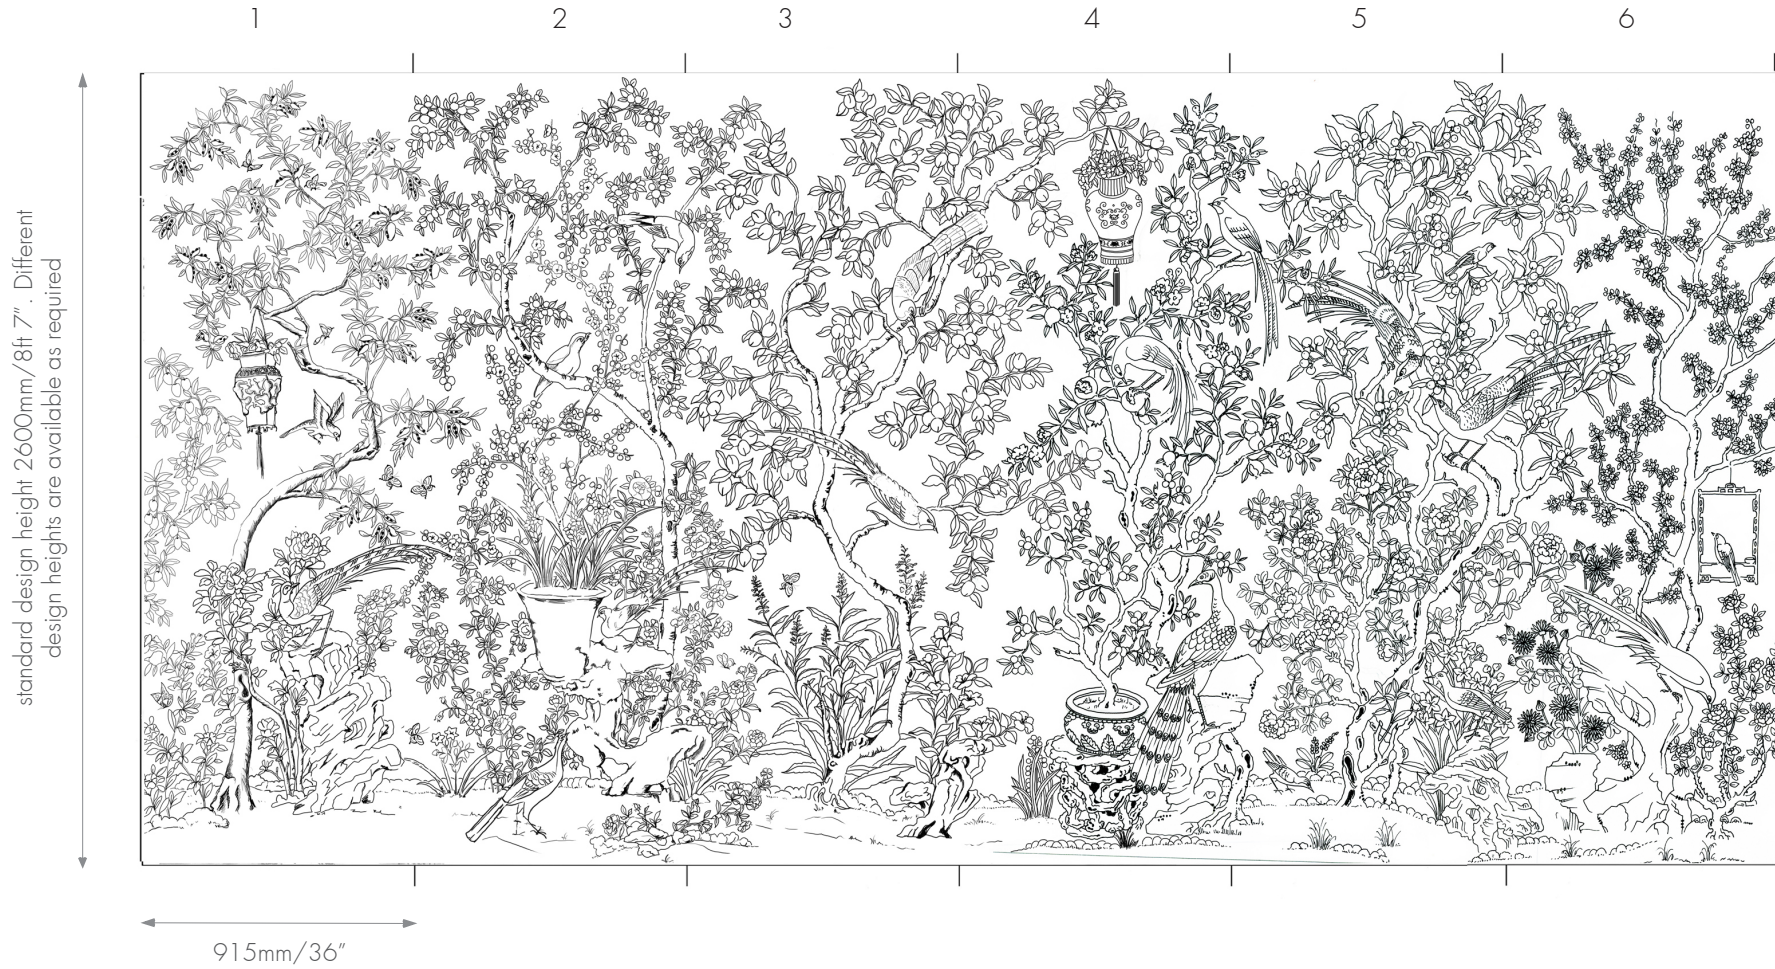 1 2 3 4 5 6
standard design height 2600mm/8ft 7”. Different
design heights are available as required
915mm/36”